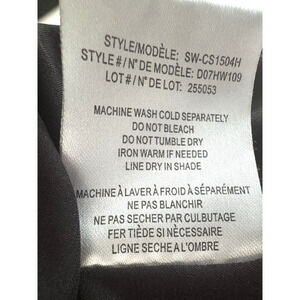 STYLE/MODÈLE: SW-CS1504H
STYLE # / N° DE MODÈLE: D07HW109
LOT # / N° DE LOT: 255053
MACHINE WASH COLD SEPARATELY
DO NOT BLEACH
DO NOT TUMBLE DRY
IRON WARM IF NEEDED
LINE DRY IN SHADE
MACHINE À LAVER À FROID À SÉPARÉMENT
NE PAS BLANCHIR
NE PAS SECHER PAR CULBUTAGE
FER TIÈDE SI NÈCESSAIRE
LIGNE SECHE A L'OMBRE